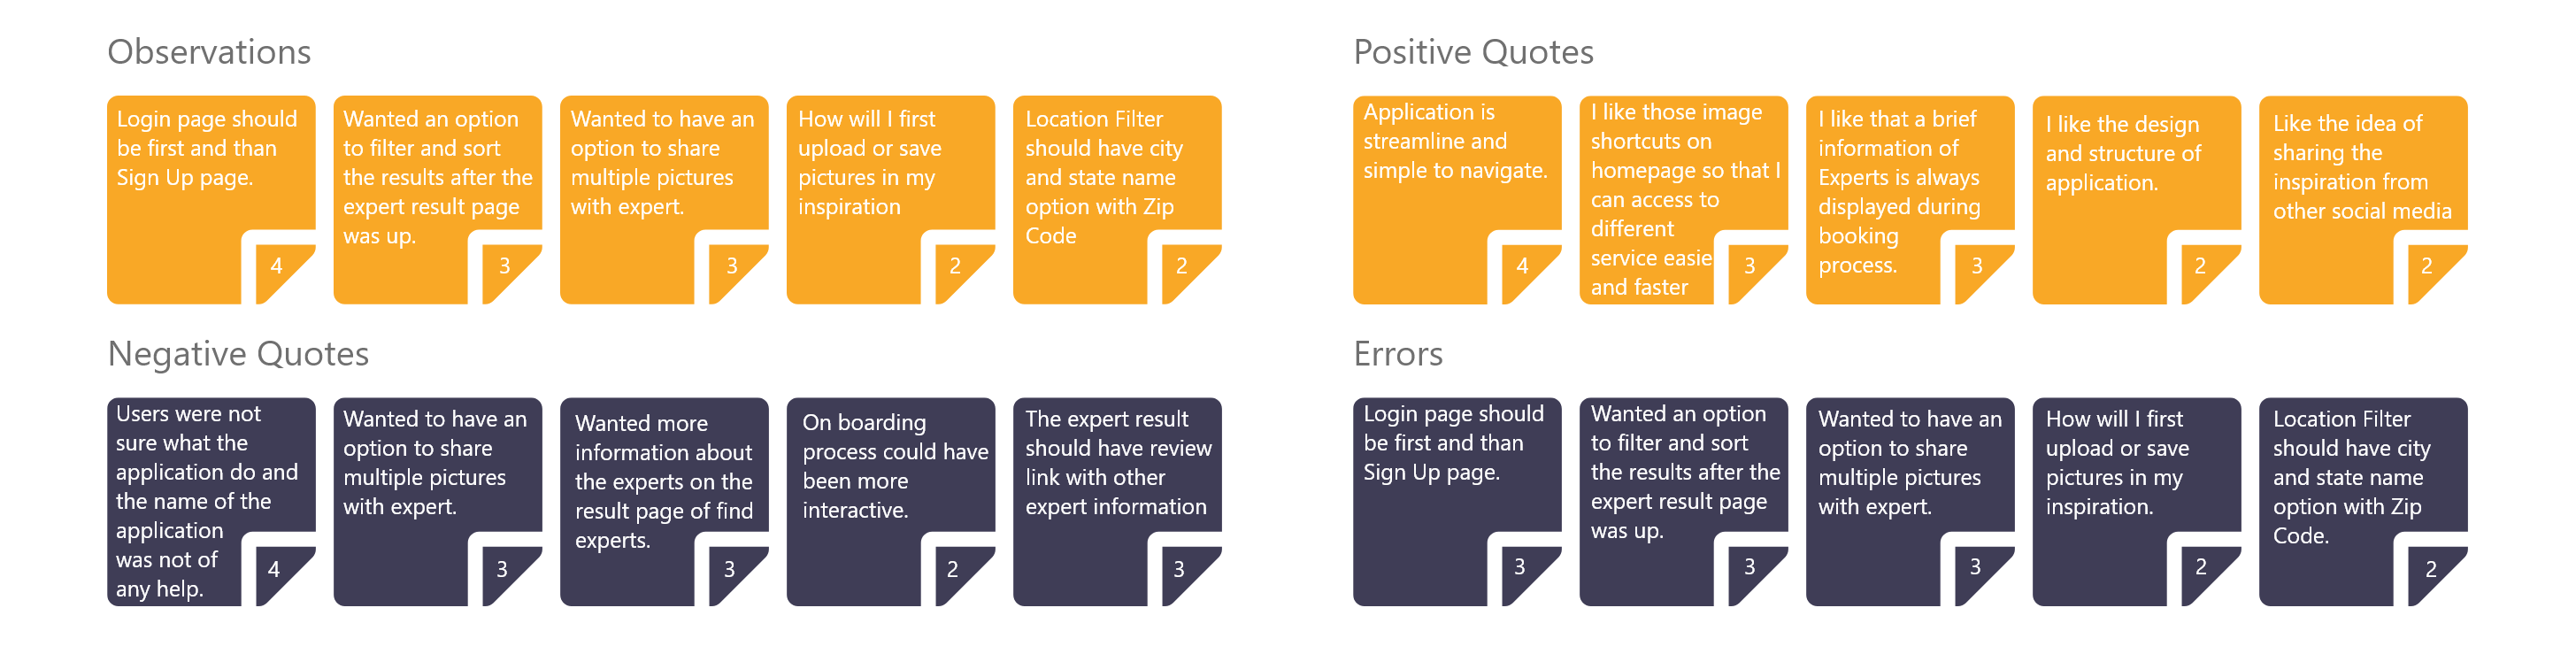 Observations
Login page should
be first and than
Sign Up page.
4
Wanted an option
to filter and sort
the results after the
expert result page
was up.
3
Wanted to have an
option to share
multiple pictures
with expert.
3
How will I first
upload or save
pictures in my
inspiration
2
Location Filter
should have city
and state name
option with Zip
Code
2
Positive Quotes
Application is
streamline and
simple to navigate.
4
I like those image
shortcuts on
homepage so that I
can access to
different
service easie
and faster
3
I like that a brief
information of
Experts is always
displayed during
booking
process.
3
I like the design
and structure of
application.
2
Like the idea of
sharing the
inspiration from
other social media
2
Negative Quotes
Users were not
sure what the
application do and
the name of the
application
was not of
any help.
4
Wanted to have an
option to share
multiple pictures
with expert.
3
Wanted more
information about
the experts on the
result page of find
experts.
3
On boarding
process could have
been more
interactive.
2
The expert result
should have review
link with other
expert information
3
Errors
Login page should
be first and than
Sign Up page.
3
Wanted an option
to filter and sort
the results after the
expert result page
was up.
3
Wanted to have an
option to share
multiple pictures
with expert.
3
How will I first
upload or save
pictures in my
inspiration.
2
Location Filter
should have city
and state name
option with Zip
Code.
2